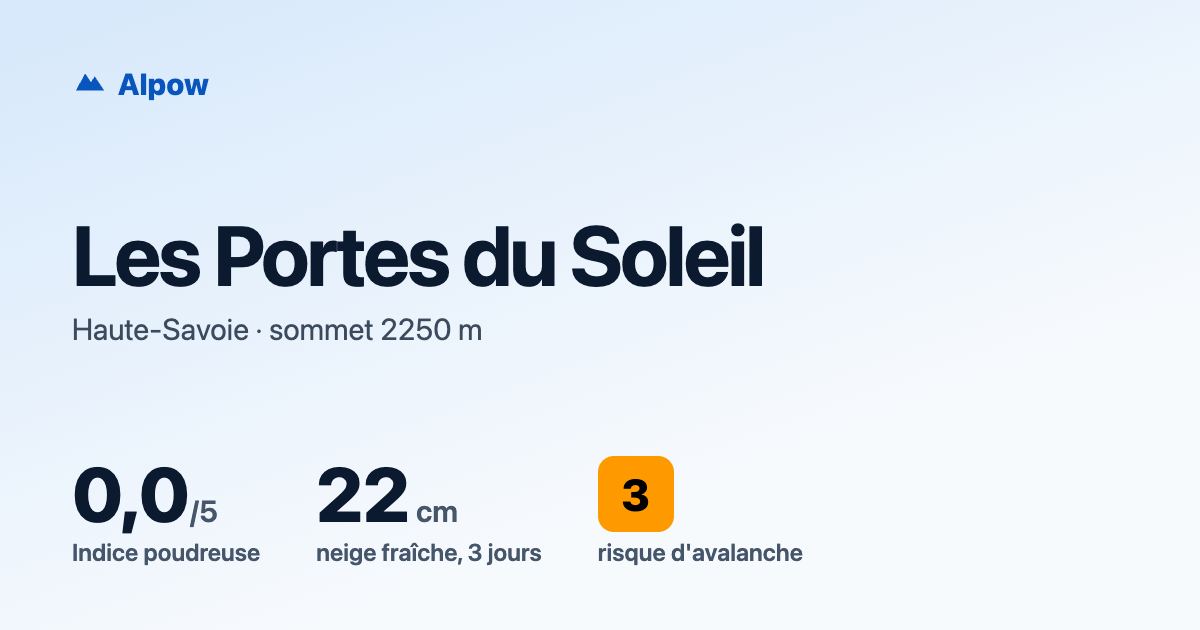 Alpow
Les Portes du Soleil
Haute-Savoie · sommet 2250 m
0,0/5
Indice poudreuse
22 cm
neige fraîche, 3 jours
3
risque d'avalanche